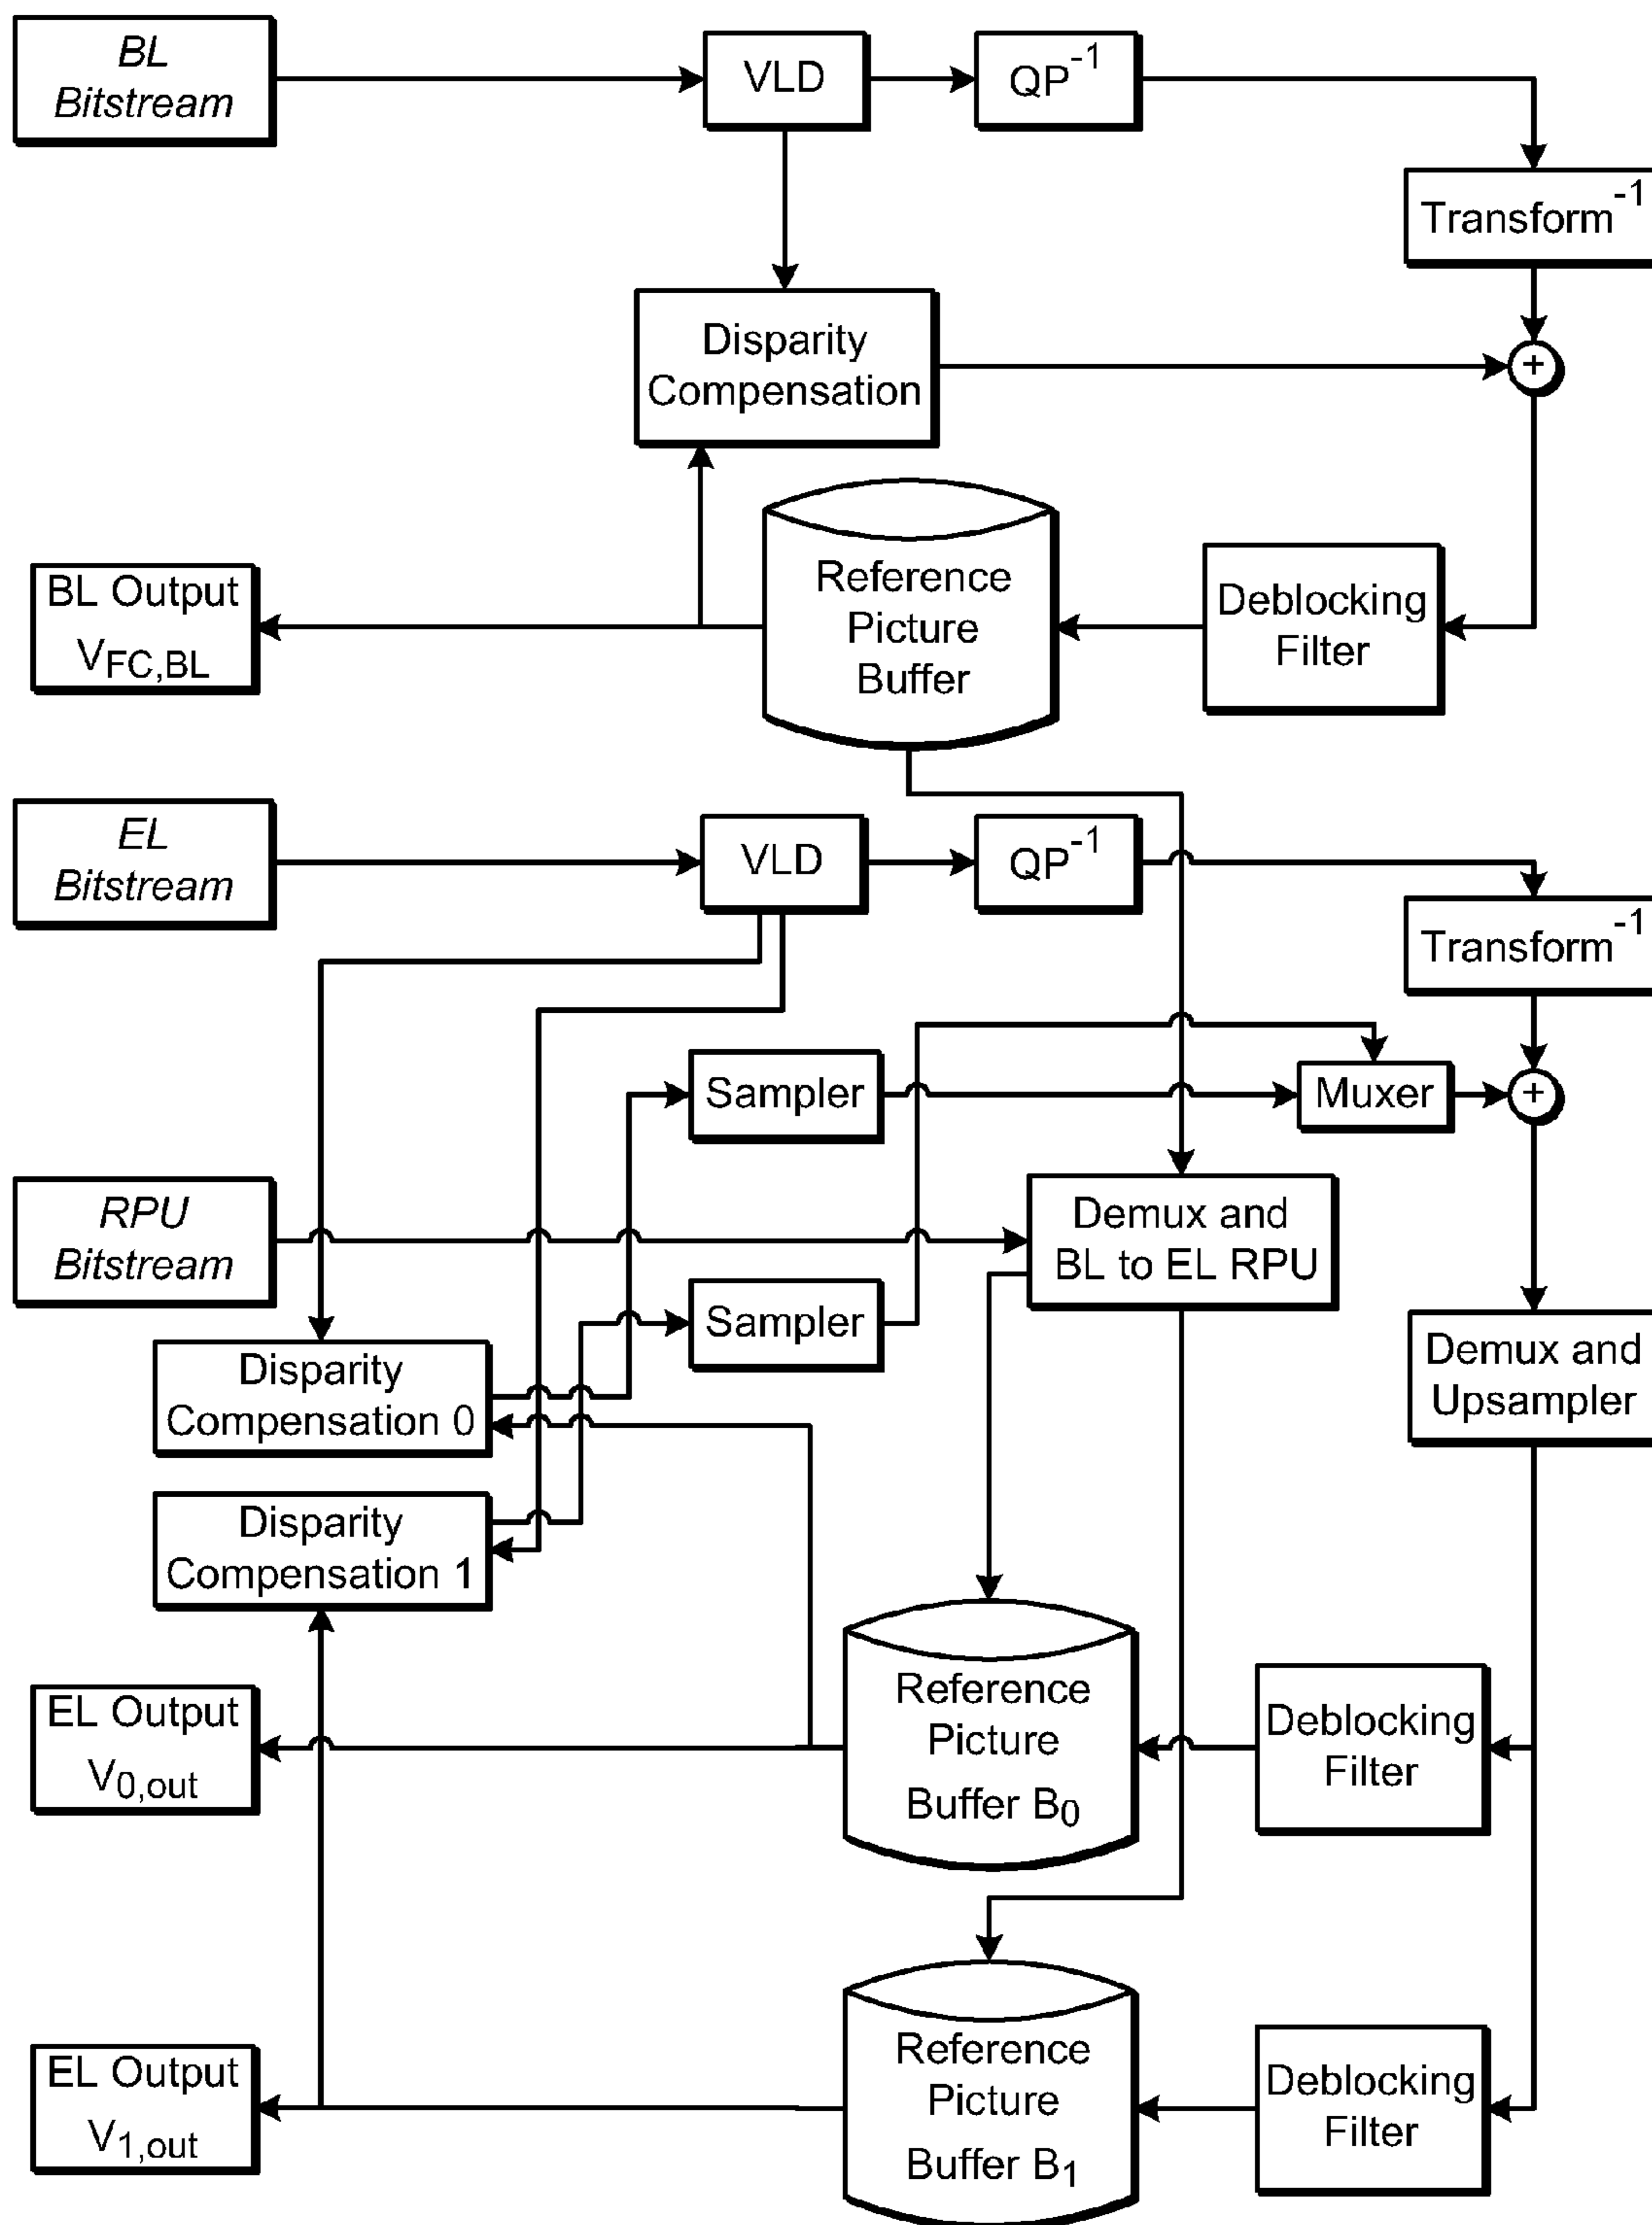 BL
Bitstream
VLD
QP⁻¹
Transform⁻¹
Disparity
Compensation
+
BL Output
V_FC,BL
Reference
Picture
Buffer
Deblocking
Filter
EL
Bitstream
VLD
QP⁻¹
Transform⁻¹
Sampler
Muxer
+
RPU
Bitstream
Demux and
BL to EL RPU
Sampler
Disparity
Compensation 0
Demux and
Upsampler
Disparity
Compensation 1
EL Output
V_0,out
Reference
Picture
Buffer B₀
Deblocking
Filter
EL Output
V_1,out
Reference
Picture
Buffer B₁
Deblocking
Filter